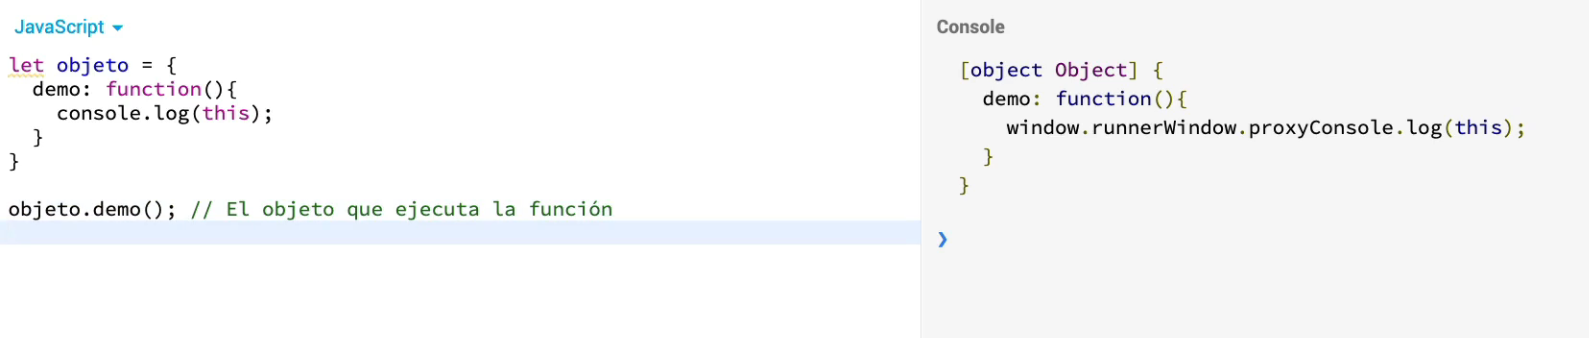 JavaScript
let objeto = {
  demo: function(){
    console.log(this);
  }
}
objeto.demo(); // El objeto que ejecuta la función
Console
[object Object] {
  demo: function(){
    window.runnerWindow.proxyConsole.log(this);
  }
}
❯